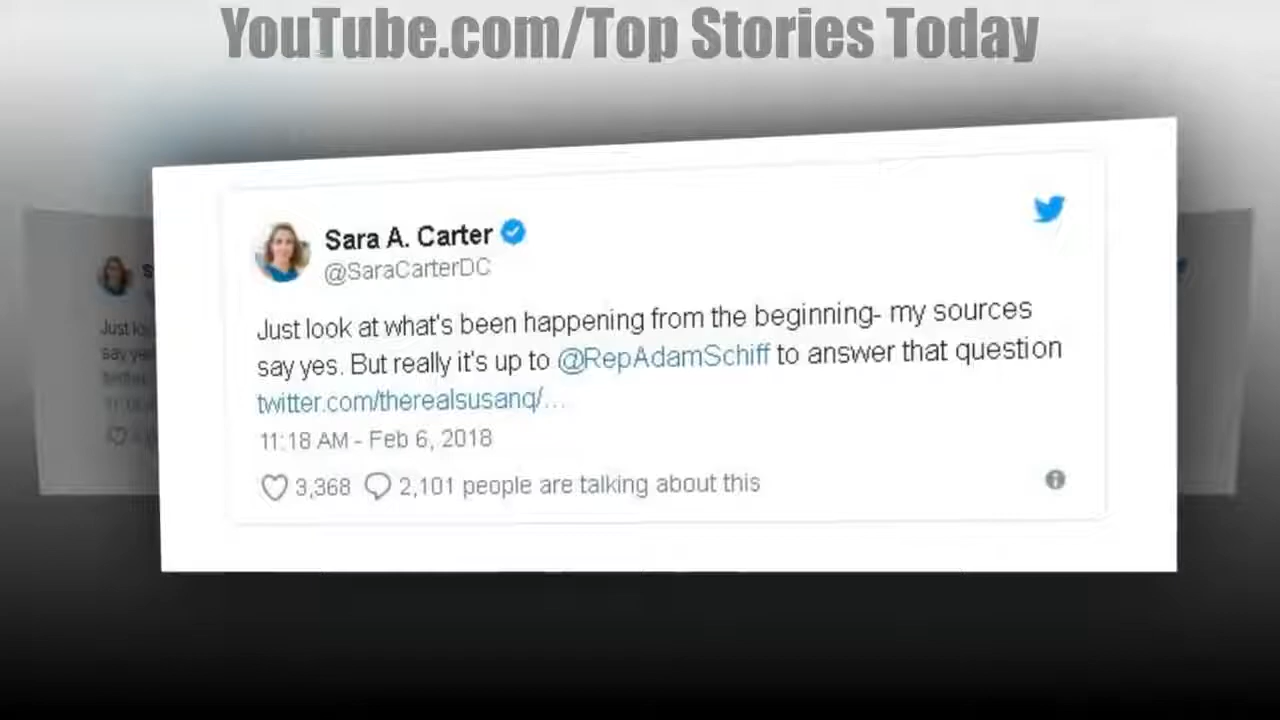 YouTube.com/Top Stories Today
Sara A. Carter
@SaraCarterDC
Just look at what's been happening from the beginning- my sources
say yes. But really it's up to @RepAdamSchiff to answer that question
twitter.com/therealsusanq/…
11:18 AM - Feb 6, 2018
3,368 2,101 people are talking about this